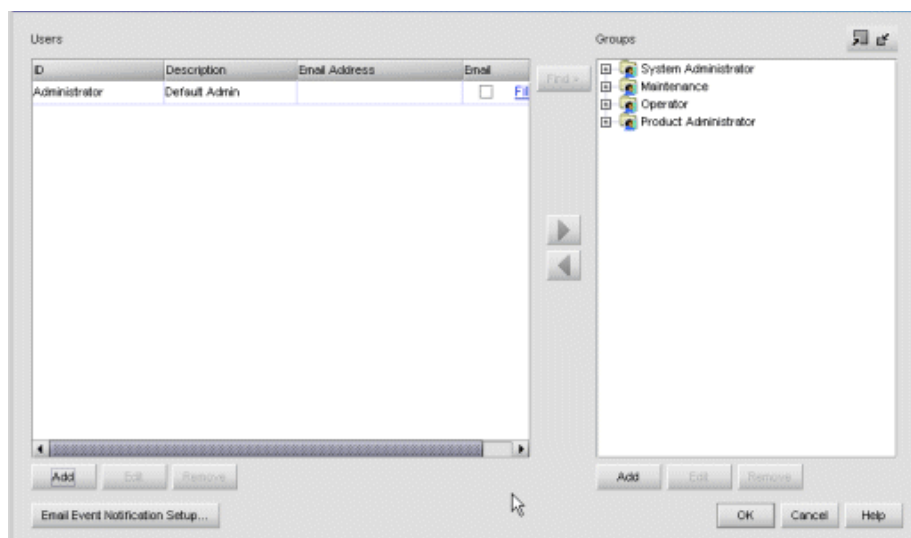 Users
Groups
ID Description Email Address Email
Administrator Default Admin Fil
Find >
System Administrator
Maintenance
Operator
Product Administrator
Add Edit Remove
Add Edit Remove
Email Event Notification Setup...
OK Cancel Help